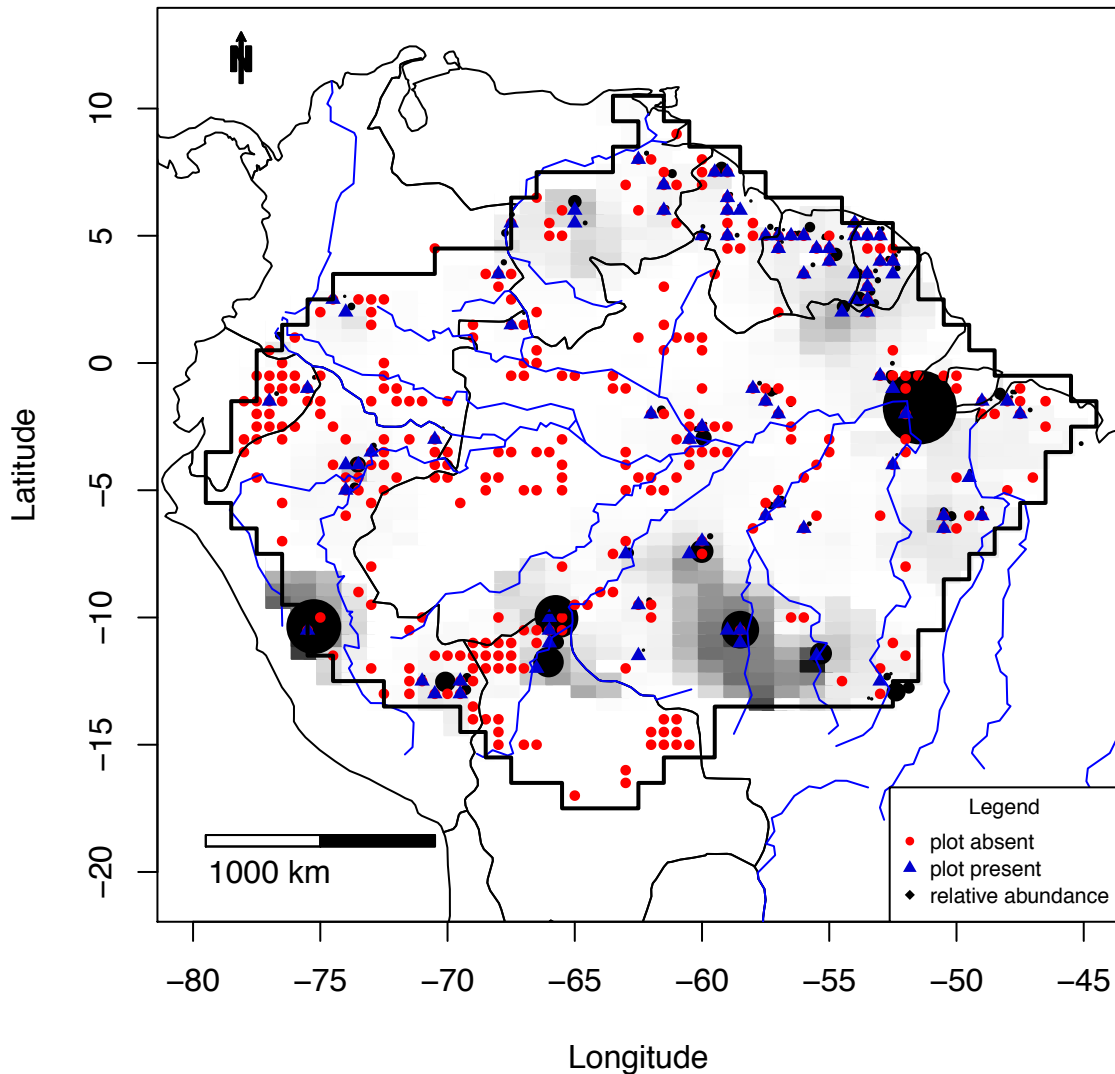 N
10
5
0
−5
−10
−15
−20
Latitude
1000 km
Legend
plot absent
plot present
relative abundance
−80 −75 −70 −65 −60 −55 −50 −45
Longitude